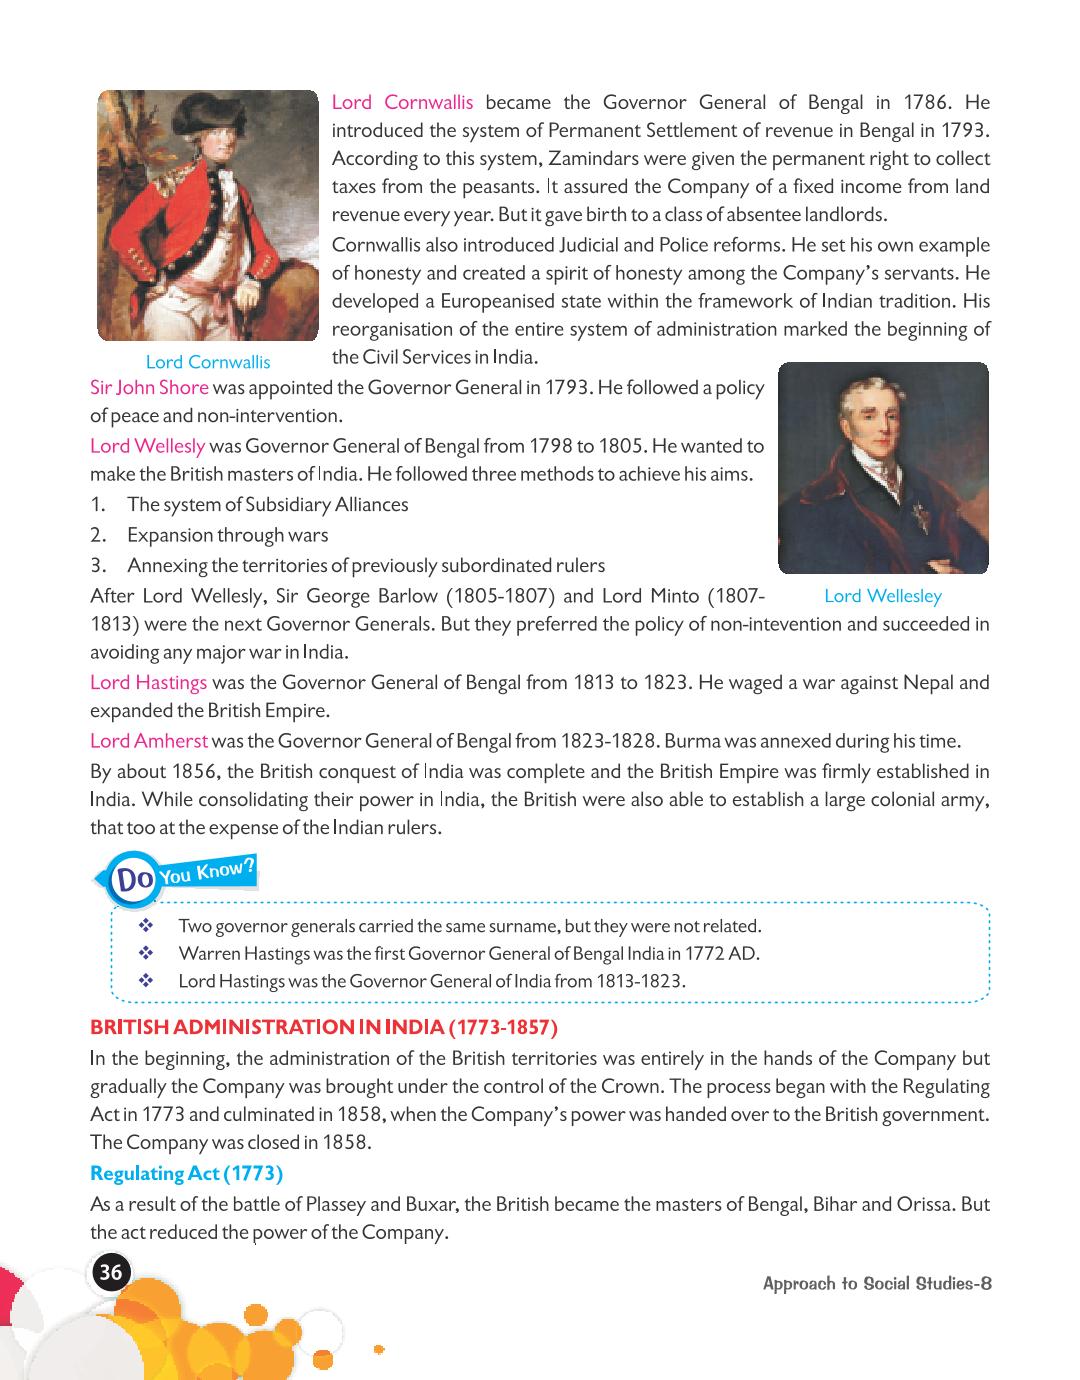 Lord Cornwallis became the Governor General of Bengal in 1786. He
introduced the system of Permanent Settlement of revenue in Bengal in 1793.
According to this system, Zamindars were given the permanent right to collect
taxes from the peasants. It assured the Company of a fixed income from land
revenue every year. But it gave birth to a class of absentee landlords.
Cornwallis also introduced Judicial and Police reforms. He set his own example
of honesty and created a spirit of honesty among the Company's servants. He
developed a Europeanised state within the framework of Indian tradition. His
reorganisation of the entire system of administration marked the beginning of
the Civil Services in India.
Lord Cornwallis
Sir John Shore was appointed the Governor General in 1793. He followed a policy
of peace and non-intervention.
Lord Wellesly was Governor General of Bengal from 1798 to 1805. He wanted to
make the British masters of India. He followed three methods to achieve his aims.
1. The system of Subsidiary Alliances
2. Expansion through wars
3. Annexing the territories of previously subordinated rulers
Lord Wellesley
After Lord Wellesly, Sir George Barlow (1805-1807) and Lord Minto (1807-
1813) were the next Governor Generals. But they preferred the policy of non-intevention and succeeded in
avoiding any major war in India.
Lord Hastings was the Governor General of Bengal from 1813 to 1823. He waged a war against Nepal and
expanded the British Empire.
Lord Amherst was the Governor General of Bengal from 1823-1828. Burma was annexed during his time.
By about 1856, the British conquest of India was complete and the British Empire was firmly established in
India. While consolidating their power in India, the British were also able to establish a large colonial army,
that too at the expense of the Indian rulers.
Do You Know?
❖ Two governor generals carried the same surname, but they were not related.
❖ Warren Hastings was the first Governor General of Bengal India in 1772 AD.
❖ Lord Hastings was the Governor General of India from 1813-1823.
BRITISH ADMINISTRATION IN INDIA (1773-1857)
In the beginning, the administration of the British territories was entirely in the hands of the Company but
gradually the Company was brought under the control of the Crown. The process began with the Regulating
Act in 1773 and culminated in 1858, when the Company's power was handed over to the British government.
The Company was closed in 1858.
Regulating Act (1773)
As a result of the battle of Plassey and Buxar, the British became the masters of Bengal, Bihar and Orissa. But
the act reduced the power of the Company.
36
Approach to Social Studies-8